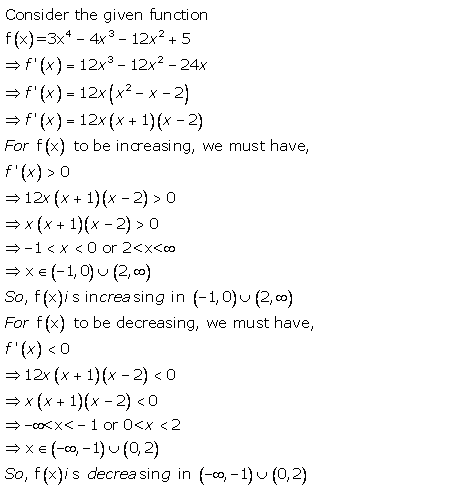 Consider the given function
f(x)=3x⁴ − 4x³ − 12x² + 5
⇒ f'(x) = 12x³ − 12x² − 24x
⇒ f'(x) = 12x(x² − x − 2)
⇒ f'(x) = 12x(x + 1)(x − 2)
For f(x) to be increasing, we must have,
f'(x) > 0
⇒ 12x(x + 1)(x − 2) > 0
⇒ x(x + 1)(x − 2) > 0
⇒ −1 < x < 0 or 2<x<∞
⇒ x ∈ (−1, 0) ∪ (2, ∞)
So, f(x)is increasing in (−1, 0) ∪ (2, ∞)
For f(x) to be decreasing, we must have,
f'(x) < 0
⇒ 12x(x + 1)(x − 2) < 0
⇒ x(x + 1)(x − 2) < 0
⇒ −∞<x< − 1 or 0<x < 2
⇒ x ∈ (−∞, −1) ∪ (0, 2)
So, f(x)is decreasing in (−∞, −1) ∪ (0, 2)